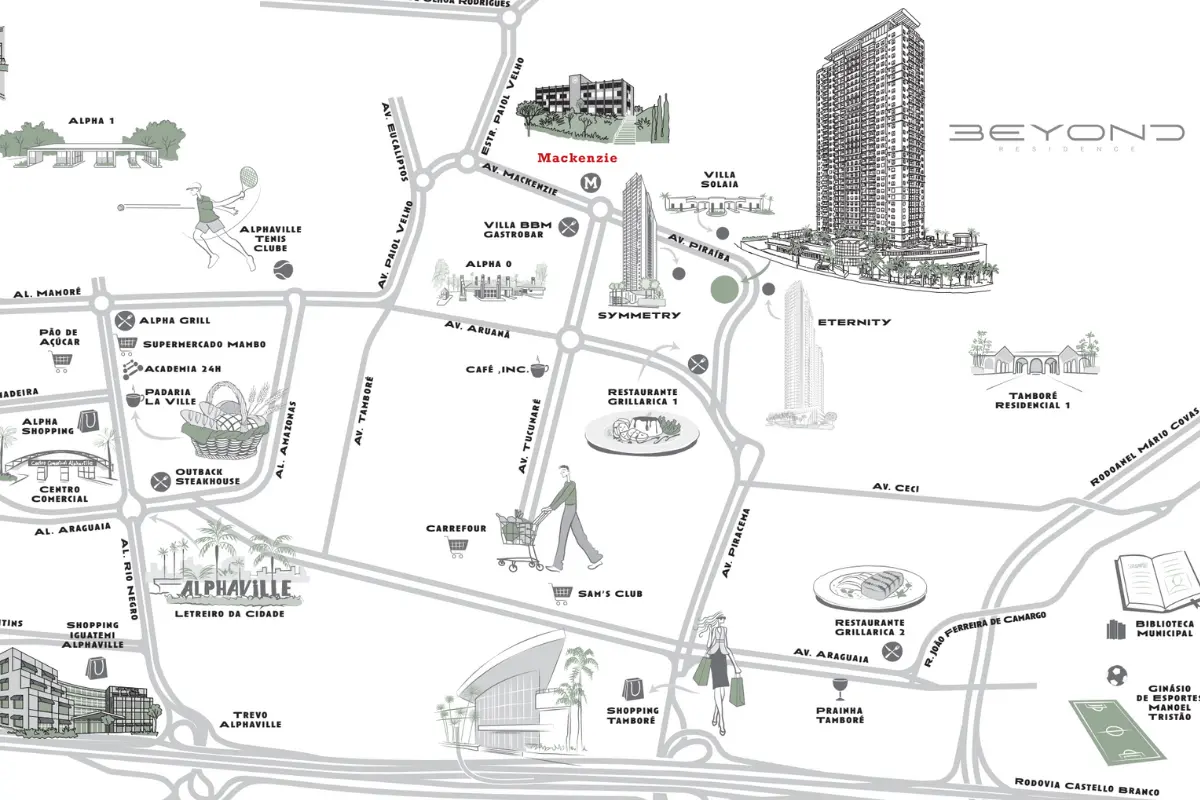 RODRIGUES
ESTR. PAIOL VELHO
AV. EUCALIPTOS
ALPHA 1
Mackenzie
AV. MACKENZIE
M
VILLA
SOLAIA
BEYOND
RESIDENCE
AV. PAIOL VELHO
ALPHAVILLE
TENIS
CLUBE
VILLA BBM
GASTROBAR
AV. PIRAÍBA
ALPHA 0
AL. MAMORÉ
SYMMETRY
ETERNITY
ALPHA GRILL
PÃO DE
AÇÚCAR
SUPERMERCADO MAMBO
AV. ARUANÃ
ACADEMIA 24H
CAFÉ ,INC.
PADARIA
LA VILLE
RESTAURANTE
GRILLARICA 1
TAMBORÉ
RESIDENCIAL 1
AV. TAMBORÉ
AL. AMAZONAS
AV. TUCUNARÉ
ALPHA
SHOPPING
RODOANEL MÁRIO COVAS
CENTRO
COMERCIAL
OUTBACK
STEAKHOUSE
AV. CECI
AL. ARAGUAIA
CARREFOUR
AV. PIRACEMA
AL. RIO NEGRO
ALPHAVILLE
LETREIRO DA CIDADE
SAM'S CLUB
SHOPPING
IGUATEMI
ALPHAVILLE
RESTAURANTE
GRILLARICA 2
R. JOÃO FERREIRA DE CAMARGO
BIBLIOTECA
MUNICIPAL
AV. ARAGUAIA
GINÁSIO
DE ESPORTES
MANOEL
TRISTÃO
TREVO
ALPHAVILLE
SHOPPING
TAMBORÉ
PRAINHA
TAMBORÉ
RODOVIA CASTELLO BRANCO